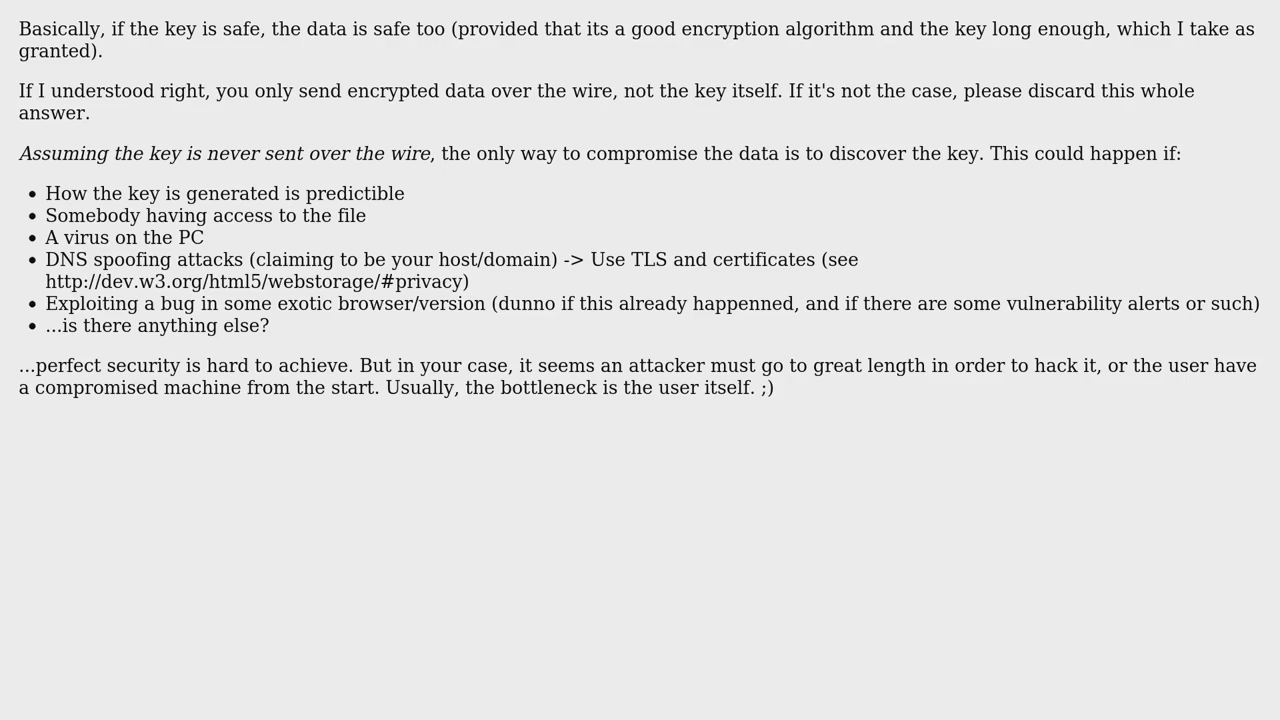 Basically, if the key is safe, the data is safe too (provided that its a good encryption algorithm and the key long enough, which I take as
granted).
If I understood right, you only send encrypted data over the wire, not the key itself. If it's not the case, please discard this whole
answer.
Assuming the key is never sent over the wire, the only way to compromise the data is to discover the key. This could happen if:
• How the key is generated is predictible
• Somebody having access to the file
• A virus on the PC
• DNS spoofing attacks (claiming to be your host/domain) -> Use TLS and certificates (see
http://dev.w3.org/html5/webstorage/#privacy)
• Exploiting a bug in some exotic browser/version (dunno if this already happenned, and if there are some vulnerability alerts or such)
• ...is there anything else?
...perfect security is hard to achieve. But in your case, it seems an attacker must go to great length in order to hack it, or the user have
a compromised machine from the start. Usually, the bottleneck is the user itself. ;)